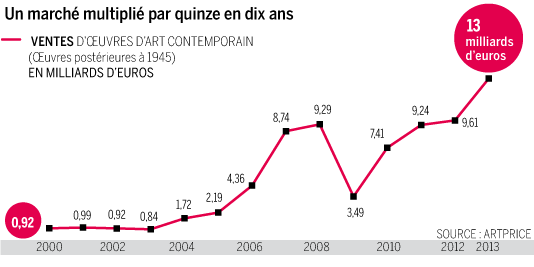 Un marché multiplié par quinze en dix ans
VENTES D'ŒUVRES D'ART CONTEMPORAIN
(Œuvres postérieures à 1945)
EN MILLIARDS D'EUROS
13
milliards
d'euros
8,74
9,29
9,24
9,61
7,41
4,36
3,49
2,19
1,72
0,92
0,99
0,92
0,84
SOURCE : ARTPRICE
2000 2002 2004 2006 2008 2010 2012 2013